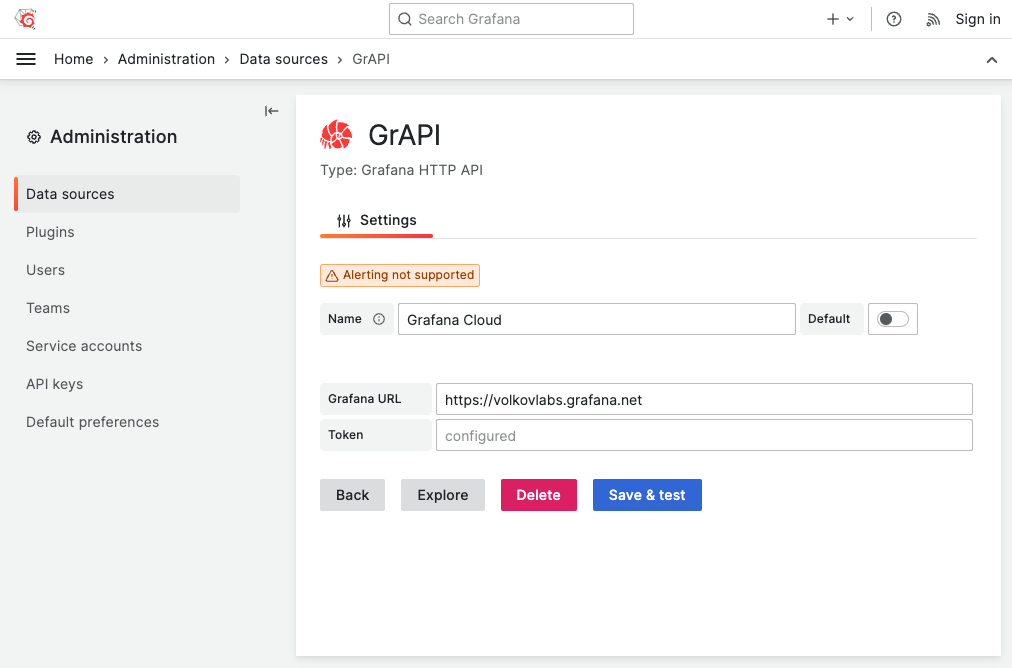 Search Grafana
Sign in
Home › Administration › Data sources › GrAPI
Administration
Data sources
Plugins
Users
Teams
Service accounts
API keys
Default preferences
GrAPI
Type: Grafana HTTP API
Settings
Alerting not supported
Name Grafana Cloud Default
Grafana URL https://volkovlabs.grafana.net
Token configured
Back Explore Delete Save & test